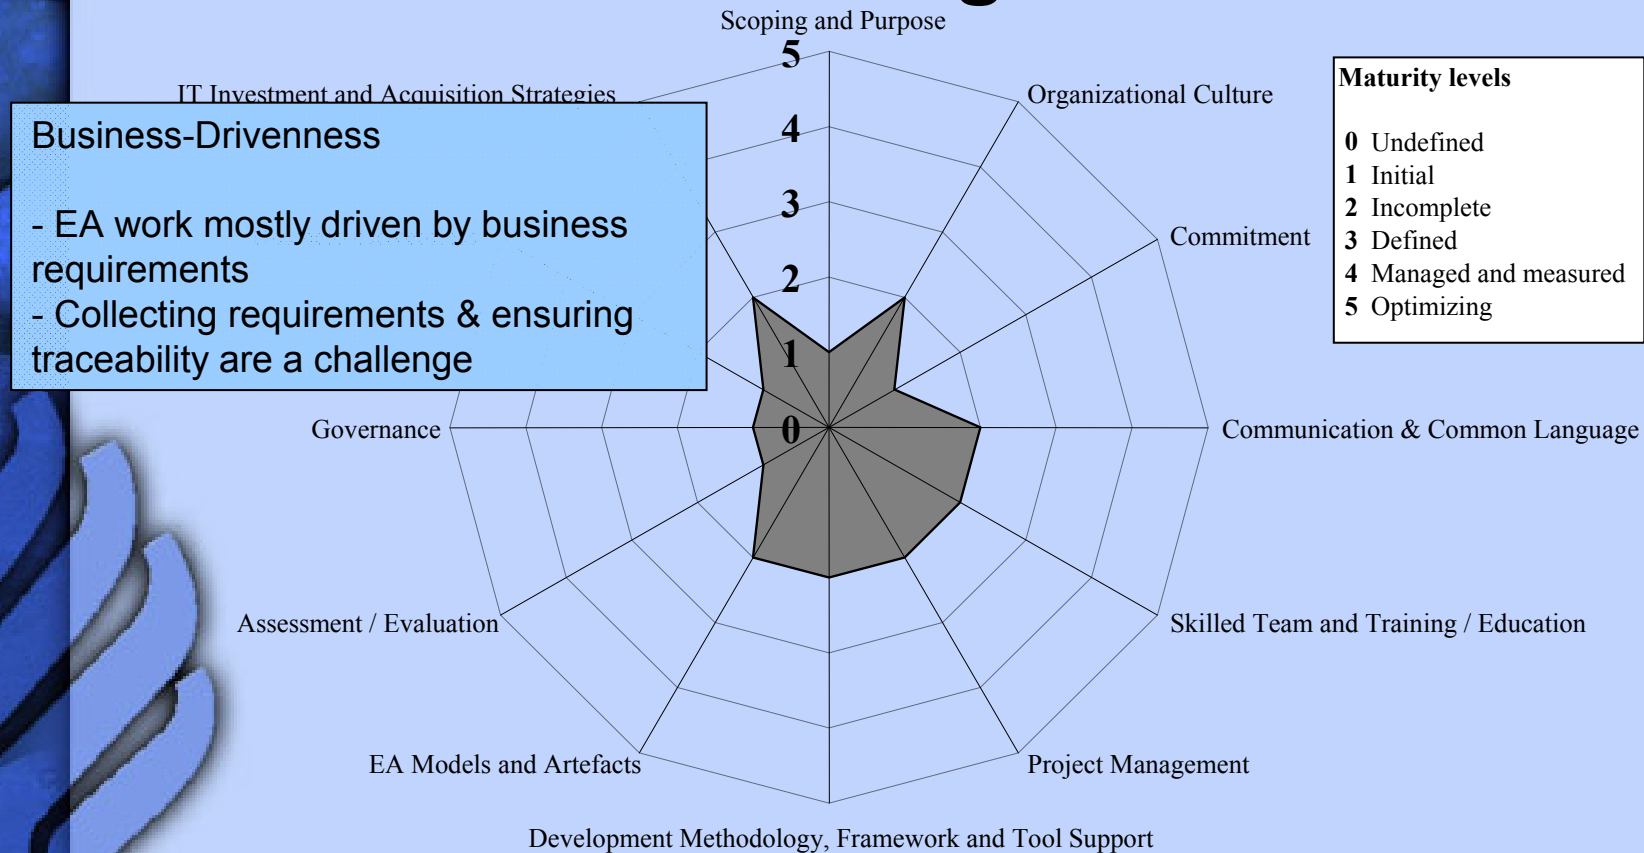 Scoping and Purpose
5
IT Investment and Acquisition Strategies
Organizational Culture
Maturity levels
0 Undefined
1 Initial
2 Incomplete
3 Defined
4 Managed and measured
5 Optimizing
Business-Drivenness
- EA work mostly driven by business
requirements
- Collecting requirements & ensuring
traceability are a challenge
4
3
2
1
0
Commitment
Governance
Communication & Common Language
Assessment / Evaluation
Skilled Team and Training / Education
EA Models and Artefacts
Project Management
Development Methodology, Framework and Tool Support